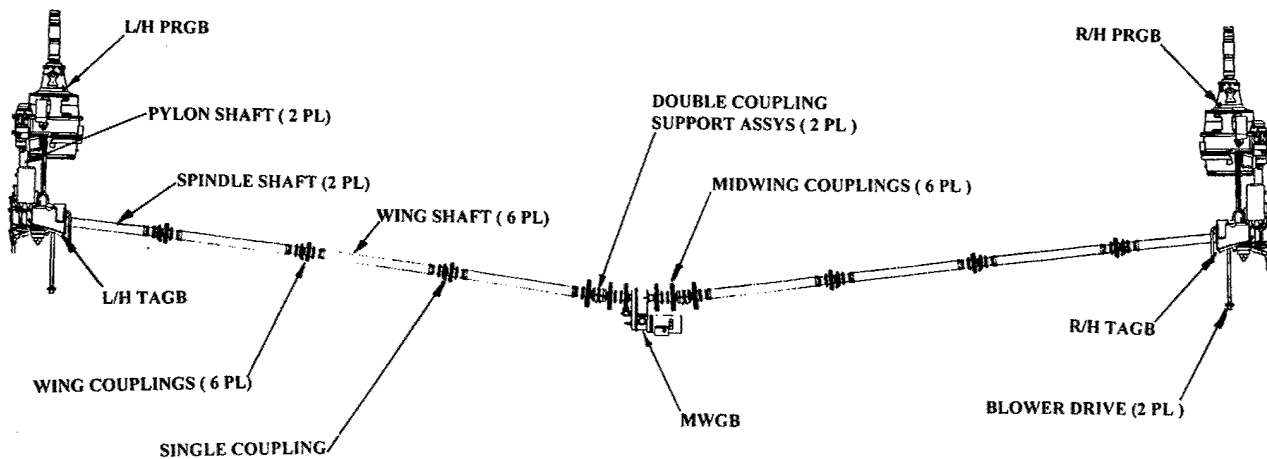 L/H PRGB
R/H PRGB
PYLON SHAFT ( 2 PL)
DOUBLE COUPLING
SUPPORT ASSYS ( 2 PL )
SPINDLE SHAFT (2 PL)
MIDWING COUPLINGS ( 6 PL )
WING SHAFT ( 6 PL)
L/H TAGB
R/H TAGB
WING COUPLINGS ( 6 PL)
MWGB
BLOWER DRIVE (2 PL )
SINGLE COUPLING